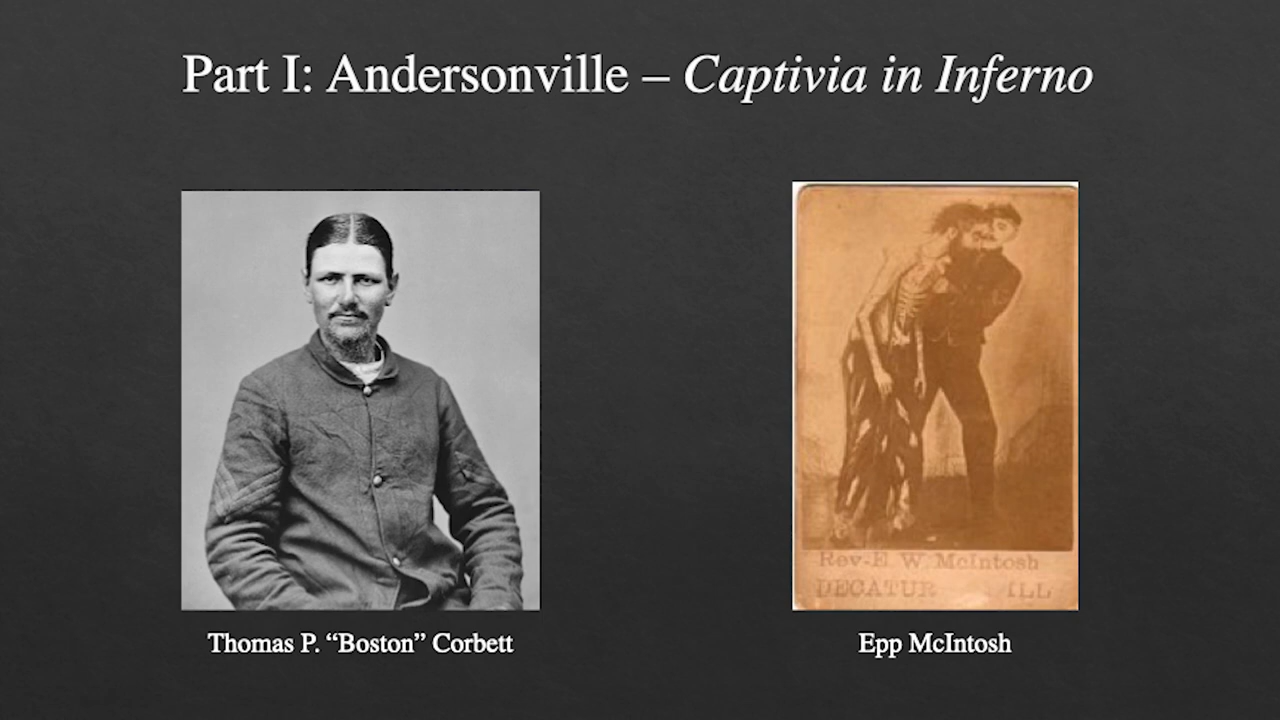 Part I: Andersonville – Captivia in Inferno
Rev-E W McIntosh
DECATUR ILL
Thomas P. “Boston” Corbett
Epp McIntosh